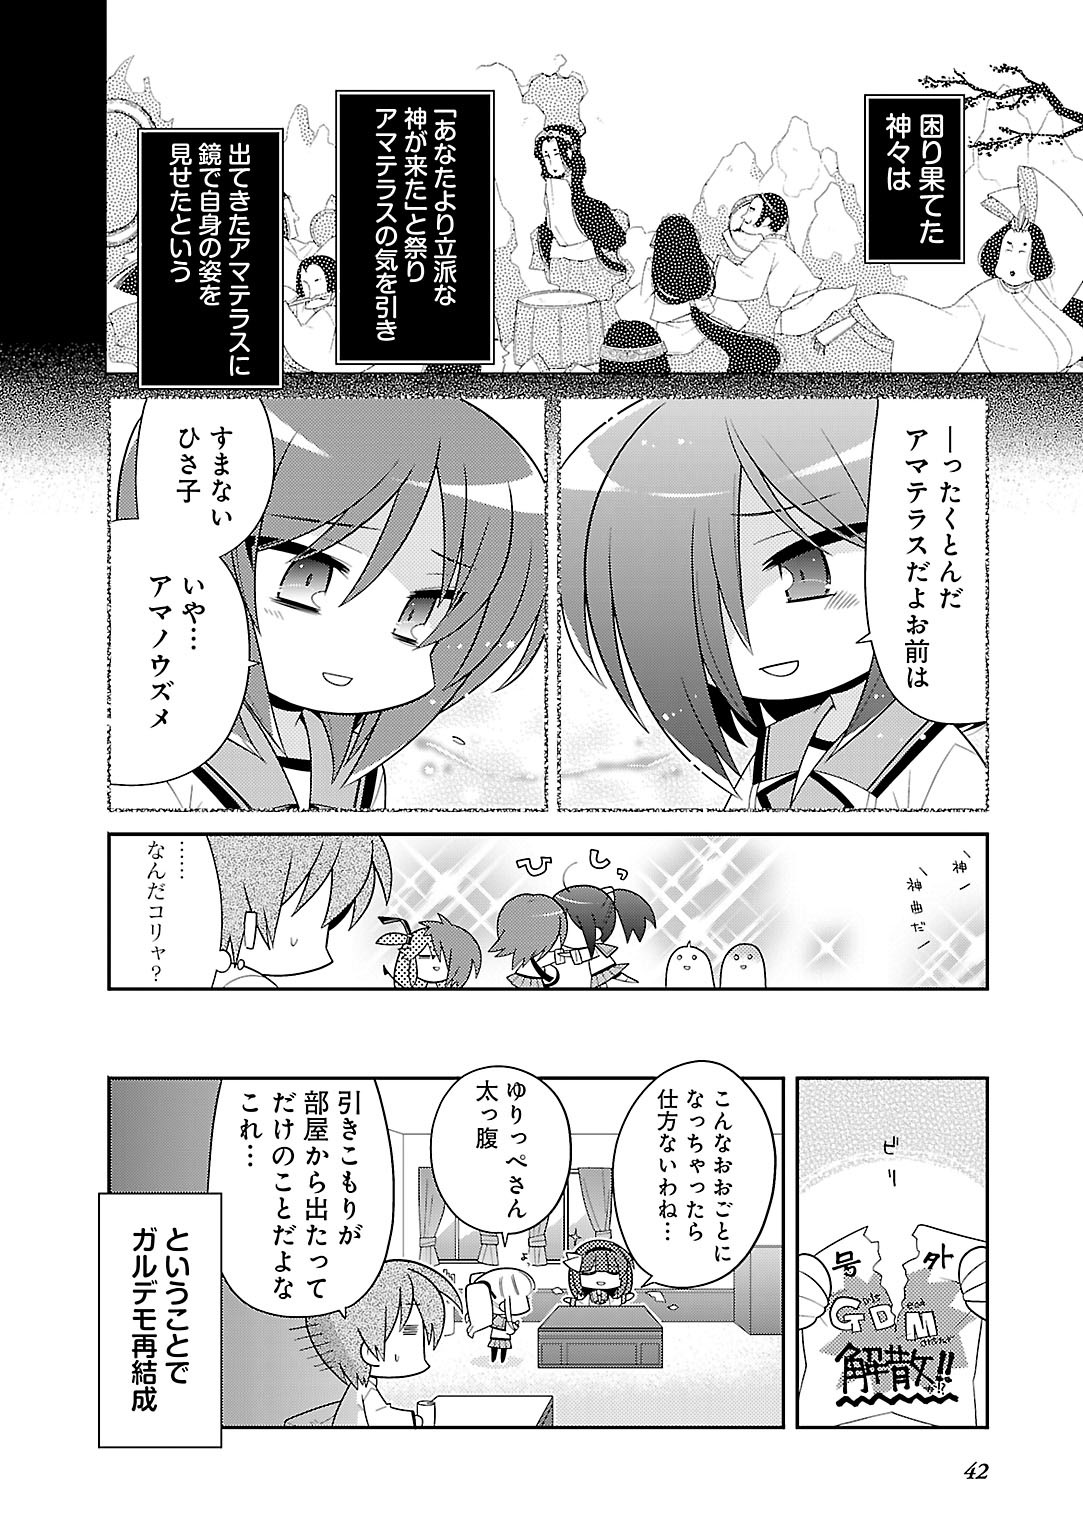 困り果てた
神々は
「あなたより立派な
神が来た」と祭り
アマテラスの気を引き
出てきたアマテラスに
鏡で自身の姿を
見せたという
―ったくとんだ
アマテラスだよお前は
すまない
ひさ子
いや…
アマノウズメ
神
神曲だ
ひしっ
……
なんだコリャ?
ビリ
号外
Girls Dead Monster
解散!!
か!?
こんなおおごとに
なっちゃったら
仕方ないわね…
ゆりっぺさん
太っ腹
引きこもりが
部屋から出たって
だけのことだよな
これ…
ということで
ガルデモ再結成
42